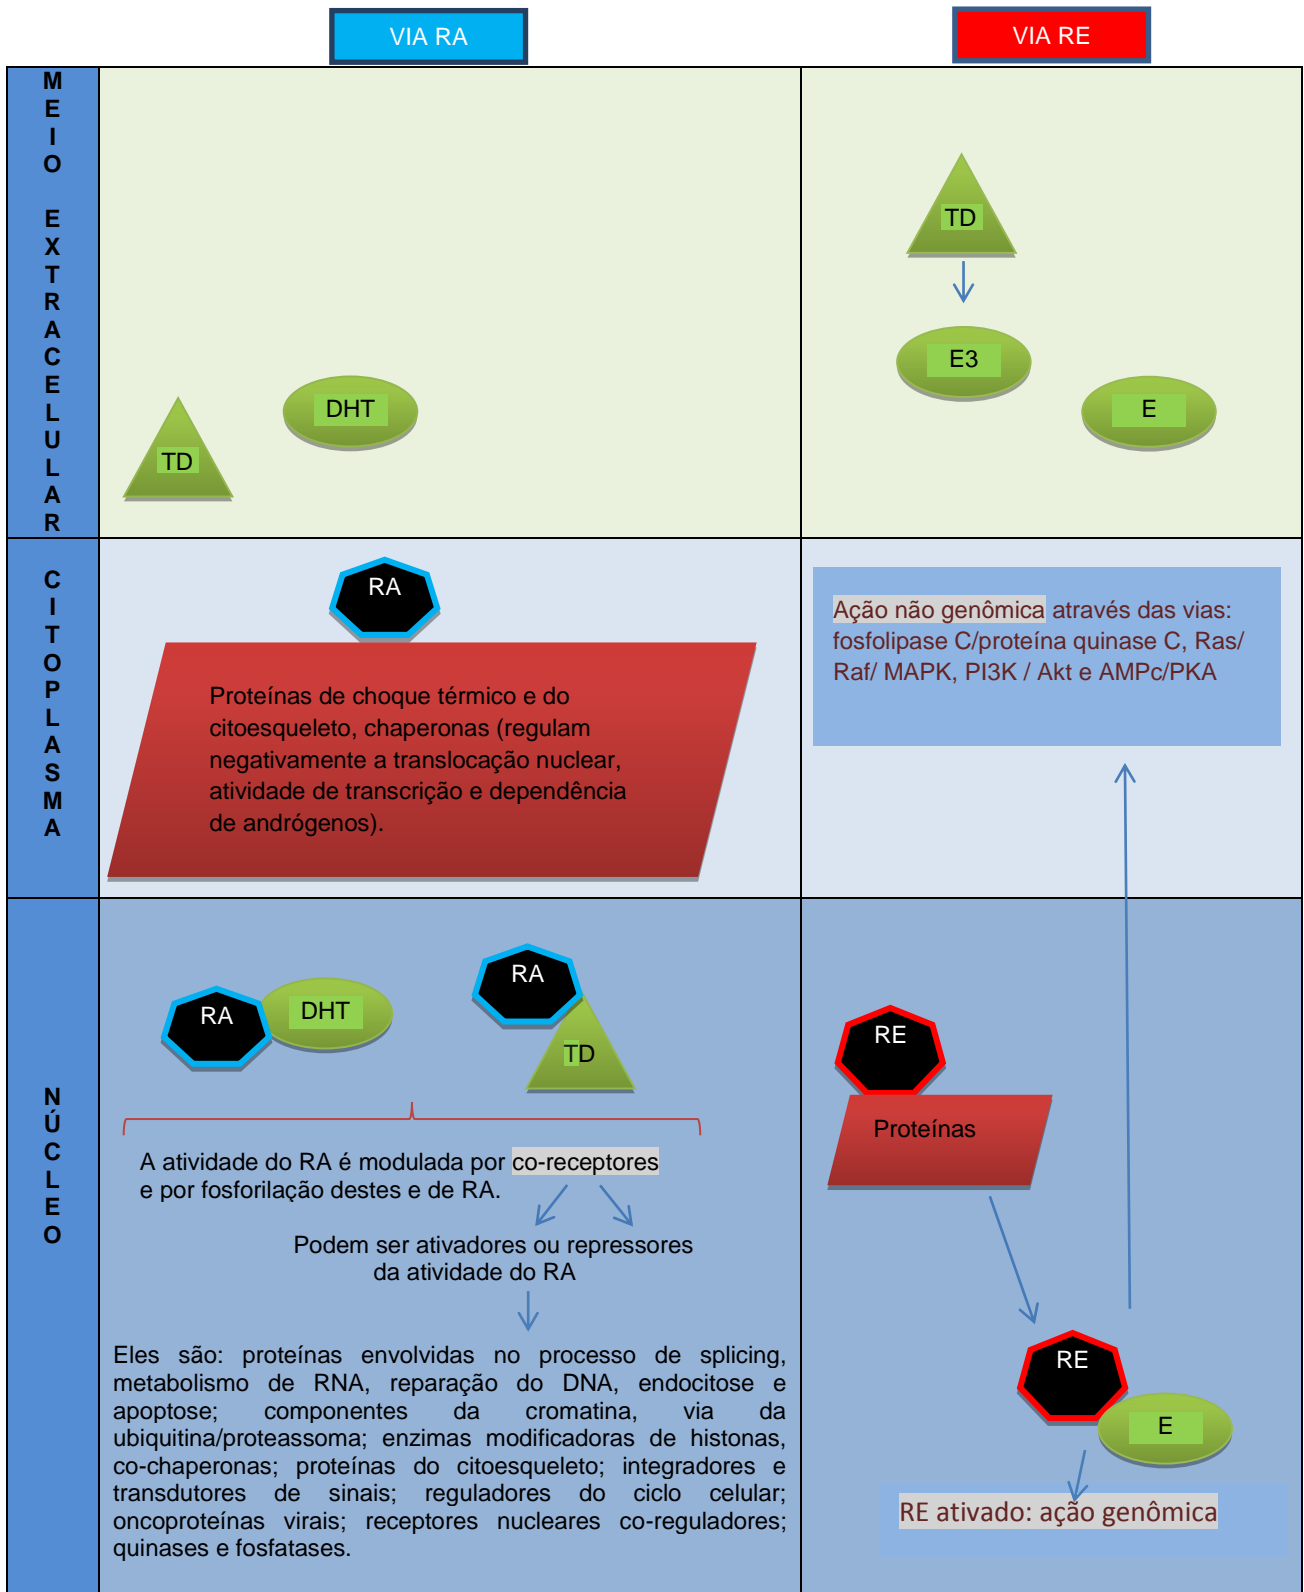 VIA RA
VIA RE
MEIO EXTRACELULAR
TD
DHT
TD
E3
E
CITOPLASMA
RA
Proteínas de choque térmico e do
citoesqueleto, chaperonas (regulam
negativamente a translocação nuclear,
atividade de transcrição e dependência
de andrógenos).
Ação não genômica através das vias:
fosfolipase C/proteína quinase C, Ras/
Raf/ MAPK, PI3K / Akt e AMPc/PKA
NÚCLEO
RA
DHT
RA
TD
A atividade do RA é modulada por co-receptores
e por fosforilação destes e de RA.
Podem ser ativadores ou repressores
da atividade do RA
Eles são: proteínas envolvidas no processo de splicing,
metabolismo de RNA, reparação do DNA, endocitose e
apoptose; componentes da cromatina, via da
ubiquitina/proteassoma; enzimas modificadoras de histonas,
co-chaperonas; proteínas do citoesqueleto; integradores e
transdutores de sinais; reguladores do ciclo celular;
oncoproteínas virais; receptores nucleares co-reguladores;
quinases e fosfatases.
RE
Proteínas
RE
E
RE ativado: ação genômica